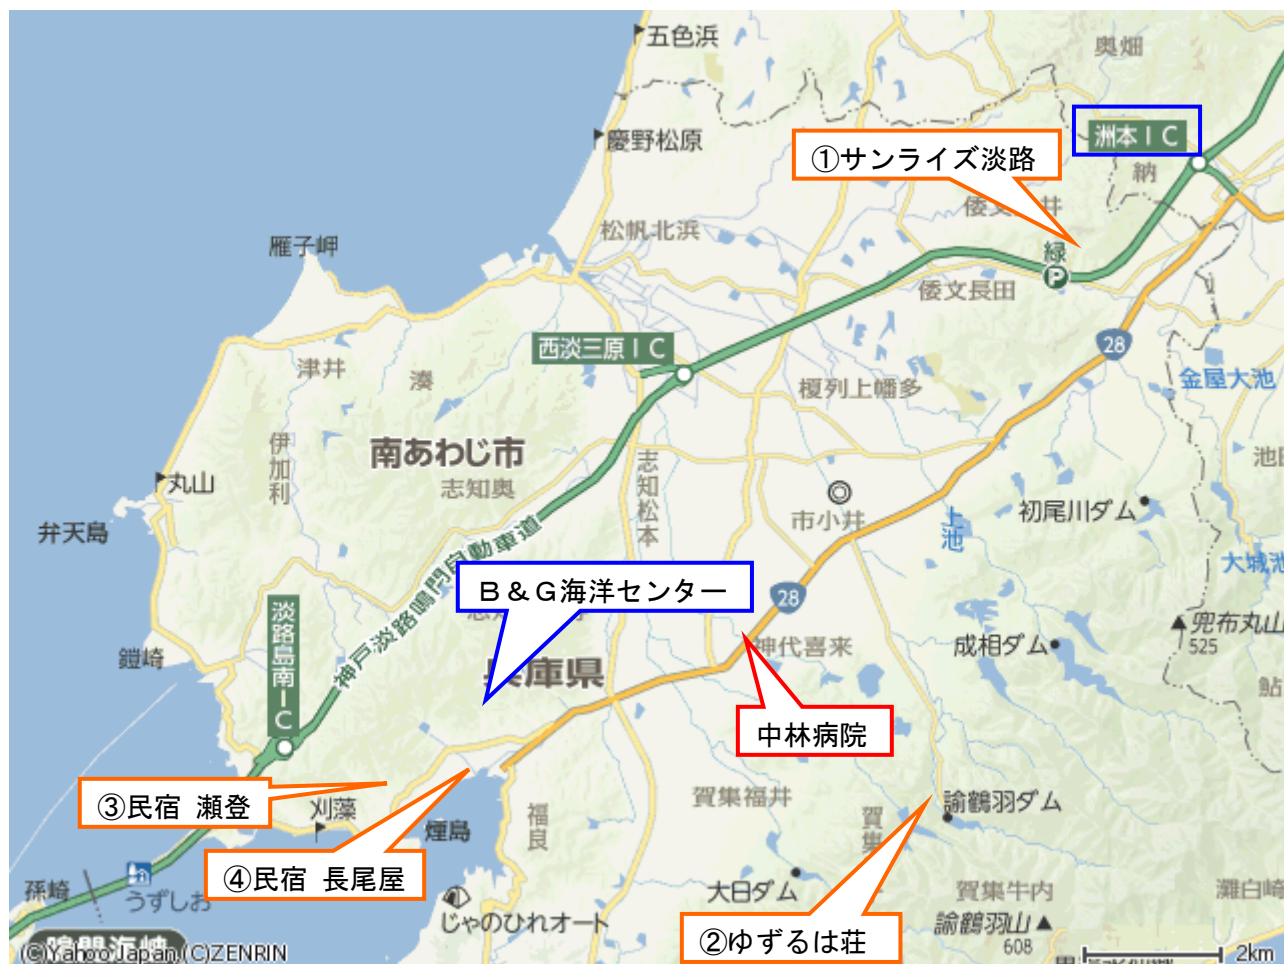 五色浜
奥畑
慶野松原
①サンライズ淡路
洲本IC
納
松帆北浜
雁子岬
緑
P
倭文長田
28
西淡三原IC
津井
湊
榎列上幡多
金屋大池
南あわじ市
伊加利
志知奥
志知松本
丸山
市小井
上池
初尾川ダム
弁天島
神戸淡路鳴門自動車道
大城池
B&G海洋センター
28
淡路島南IC
神代喜来
成相ダム
兜布丸山
525
鎧崎
兵庫県
鮎
中林病院
③民宿 瀬登
刈藻
煙島
福良
賀集福井
賀集
諭鶴羽ダム
④民宿 長尾屋
孫崎
うずしお
大日ダム
賀集牛内
灘白崎
じゃのひれオート
②ゆずるは荘
諭鶴羽山
608
鳴門海峡
(C)Yahoo Japan,(C)ZENRIN
2km